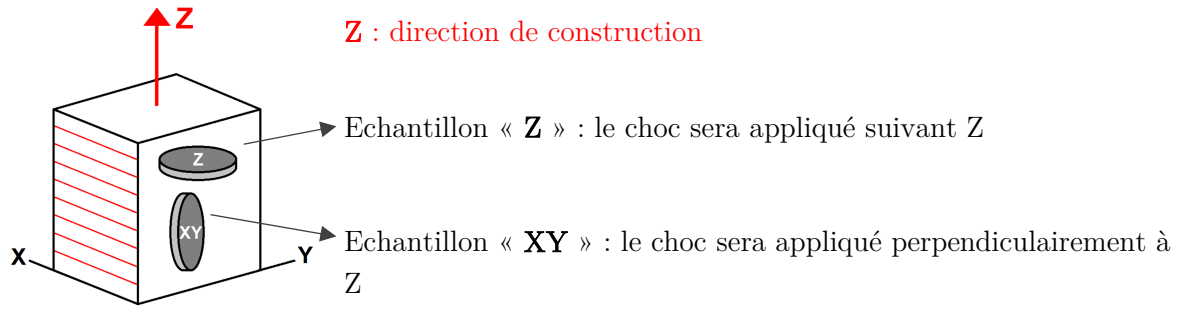 Z
Z : direction de construction
Echantillon « Z » : le choc sera appliqué suivant Z
Z
XY
Echantillon « XY » : le choc sera appliqué perpendiculairement à
Z
X
Y